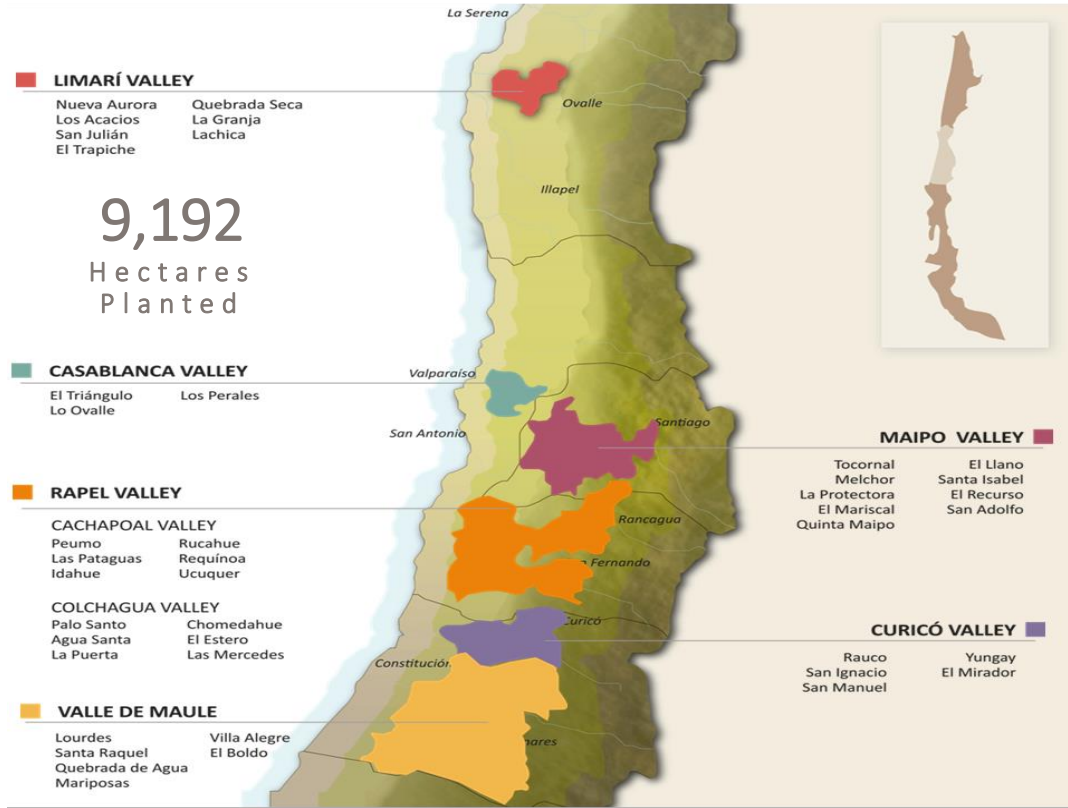 La Serena
LIMARÍ VALLEY
Nueva Aurora Quebrada Seca
Los Acacios La Granja
San Julián Lachica
El Trapiche
Ovalle
Illapel
9,192
Hectares
Planted
CASABLANCA VALLEY
El Triángulo Los Perales
Lo Ovalle
Valparaíso
San Antonio
Santiago
MAIPO VALLEY
Tocornal El Llano
Melchor Santa Isabel
La Protectora El Recurso
El Mariscal San Adolfo
Quinta Maipo
RAPEL VALLEY
CACHAPOAL VALLEY
Peumo Rucahue
Las Pataguas Requínoa
Idahue Ucuquer
Rancagua
Fernando
COLCHAGUA VALLEY
Palo Santo Chomedahue
Agua Santa El Estero
La Puerta Las Mercedes
Curicó
CURICÓ VALLEY
Rauco Yungay
San Ignacio El Mirador
San Manuel
Constitución
VALLE DE MAULE
Lourdes Villa Alegre
Santa Raquel El Boldo
Quebrada de Agua
Mariposas